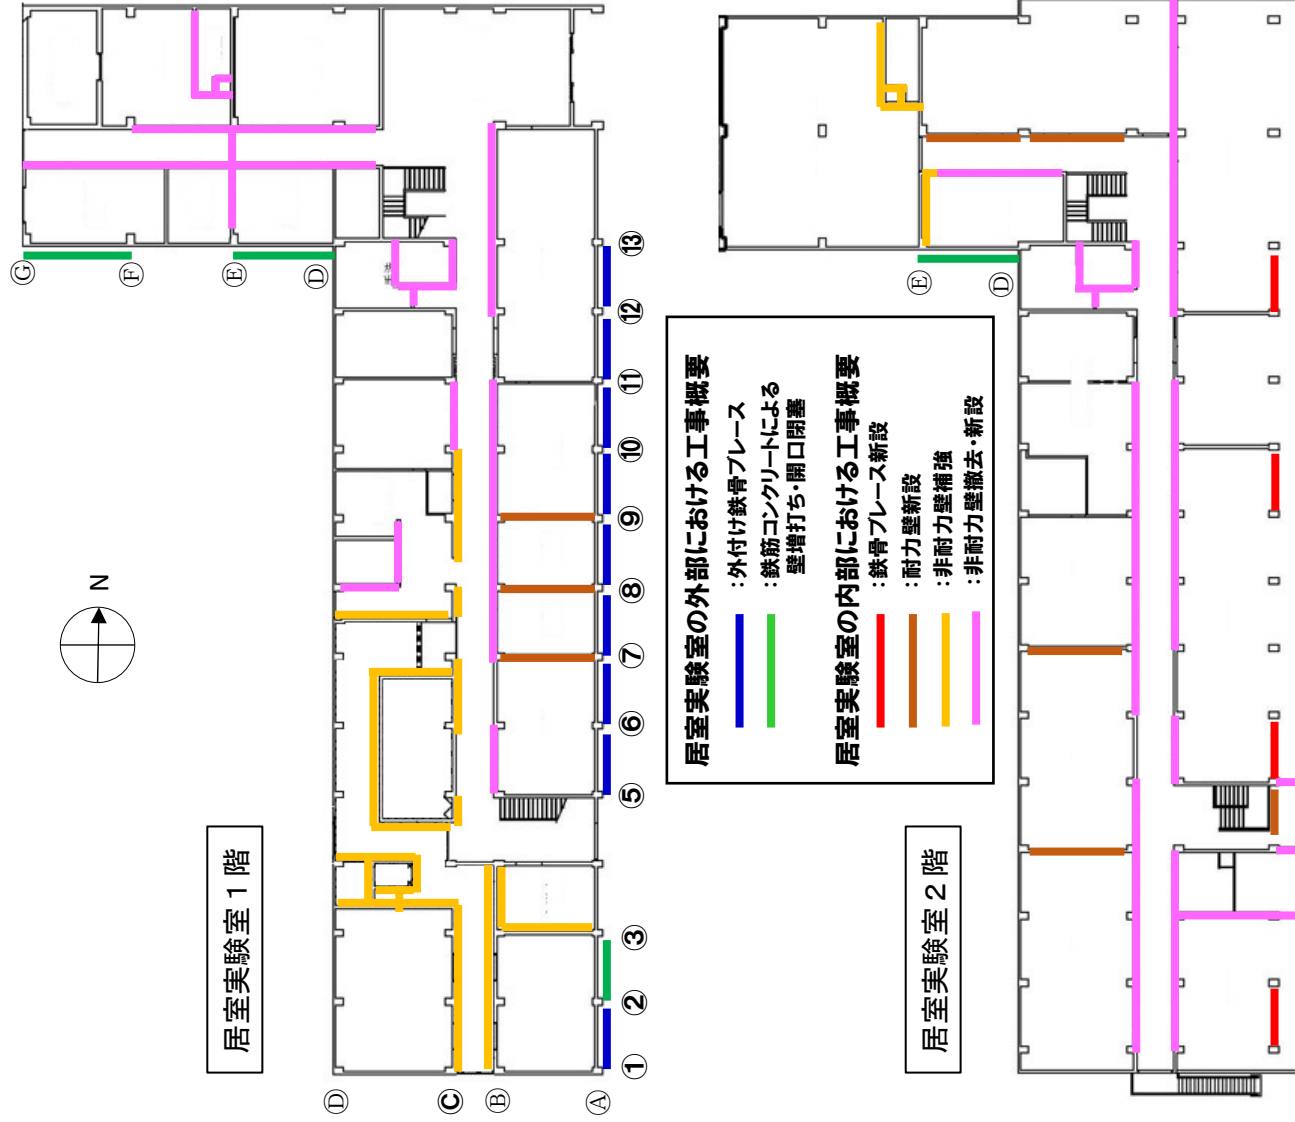 居室実験室1階
N
Ⓖ
Ⓕ
Ⓔ
Ⓓ
Ⓓ
Ⓒ
Ⓑ
Ⓐ
①
②
③
⑤
⑥
⑦
⑧
⑨
⑩
⑪
⑫
⑬
居室実験室の外部における工事概要
：外付け鉄骨ブレース
：鉄筋コンクリートによる
壁増打ち・開口閉塞
居室実験室の内部における工事概要
：鉄骨ブレース新設
：耐力壁新設
：非耐力壁補強
：非耐力壁撤去・新設
居室実験室2階
Ⓔ
Ⓓ